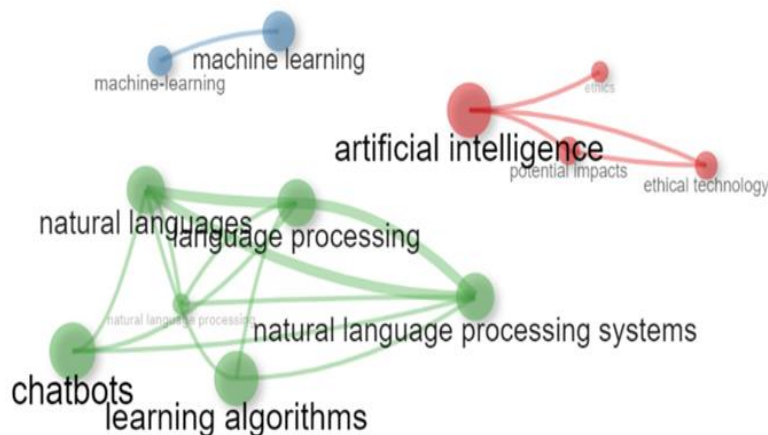 machine learning
machine-learning
ethics
artificial intelligence
potential impacts
ethical technology
natural languages
language processing
natural language processing
natural language processing systems
chatbots
learning algorithms